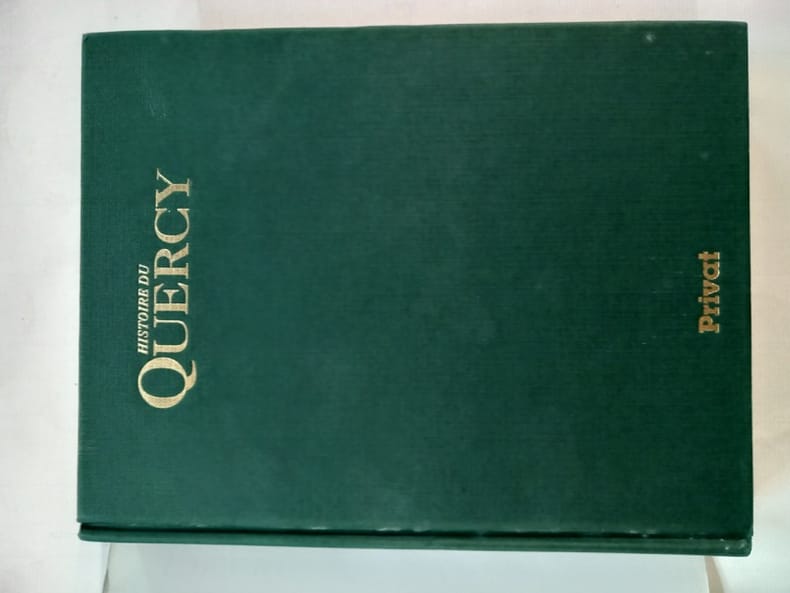 HISTOIRE DU
QUERCY
Privat